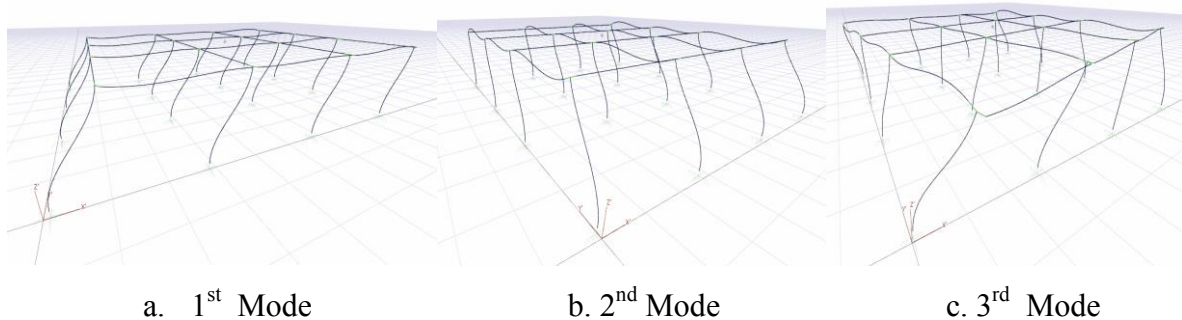 Z' X'
Y' Z' X'
Y' Z' X'
a. 1st Mode b. 2nd Mode c. 3rd Mode